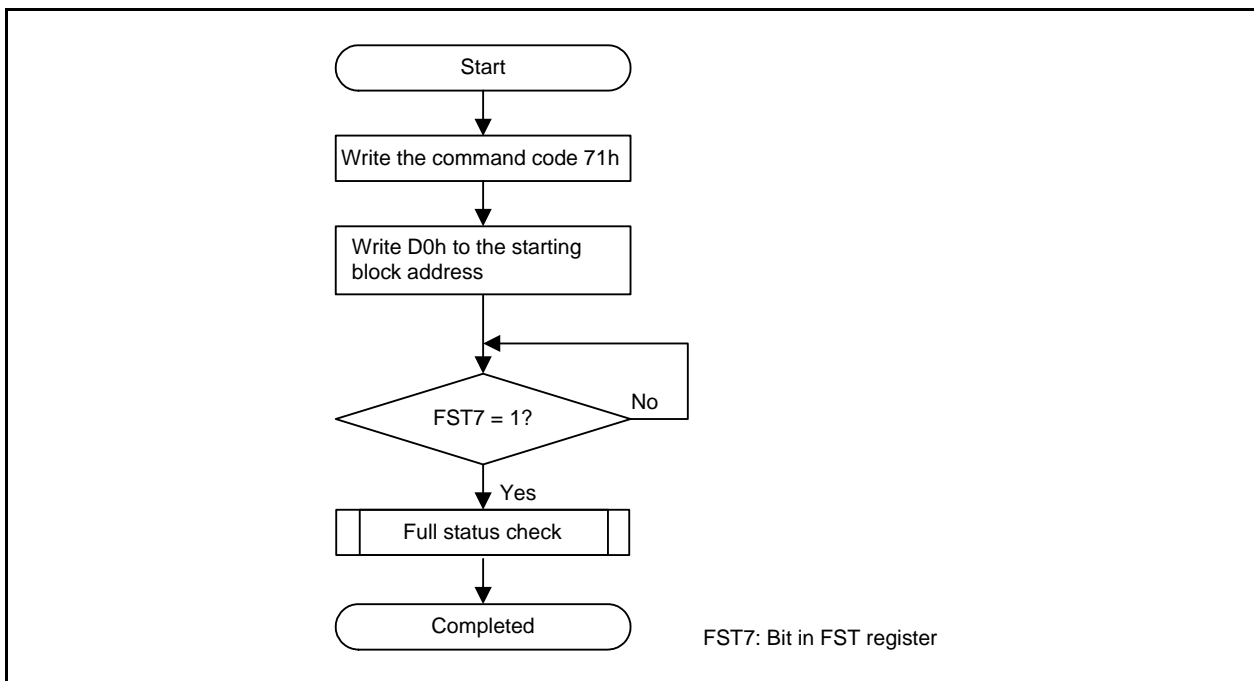 Start
Write the command code 71h
Write D0h to the starting
block address
No
FST7 = 1?
Yes
Full status check
Completed
FST7: Bit in FST register